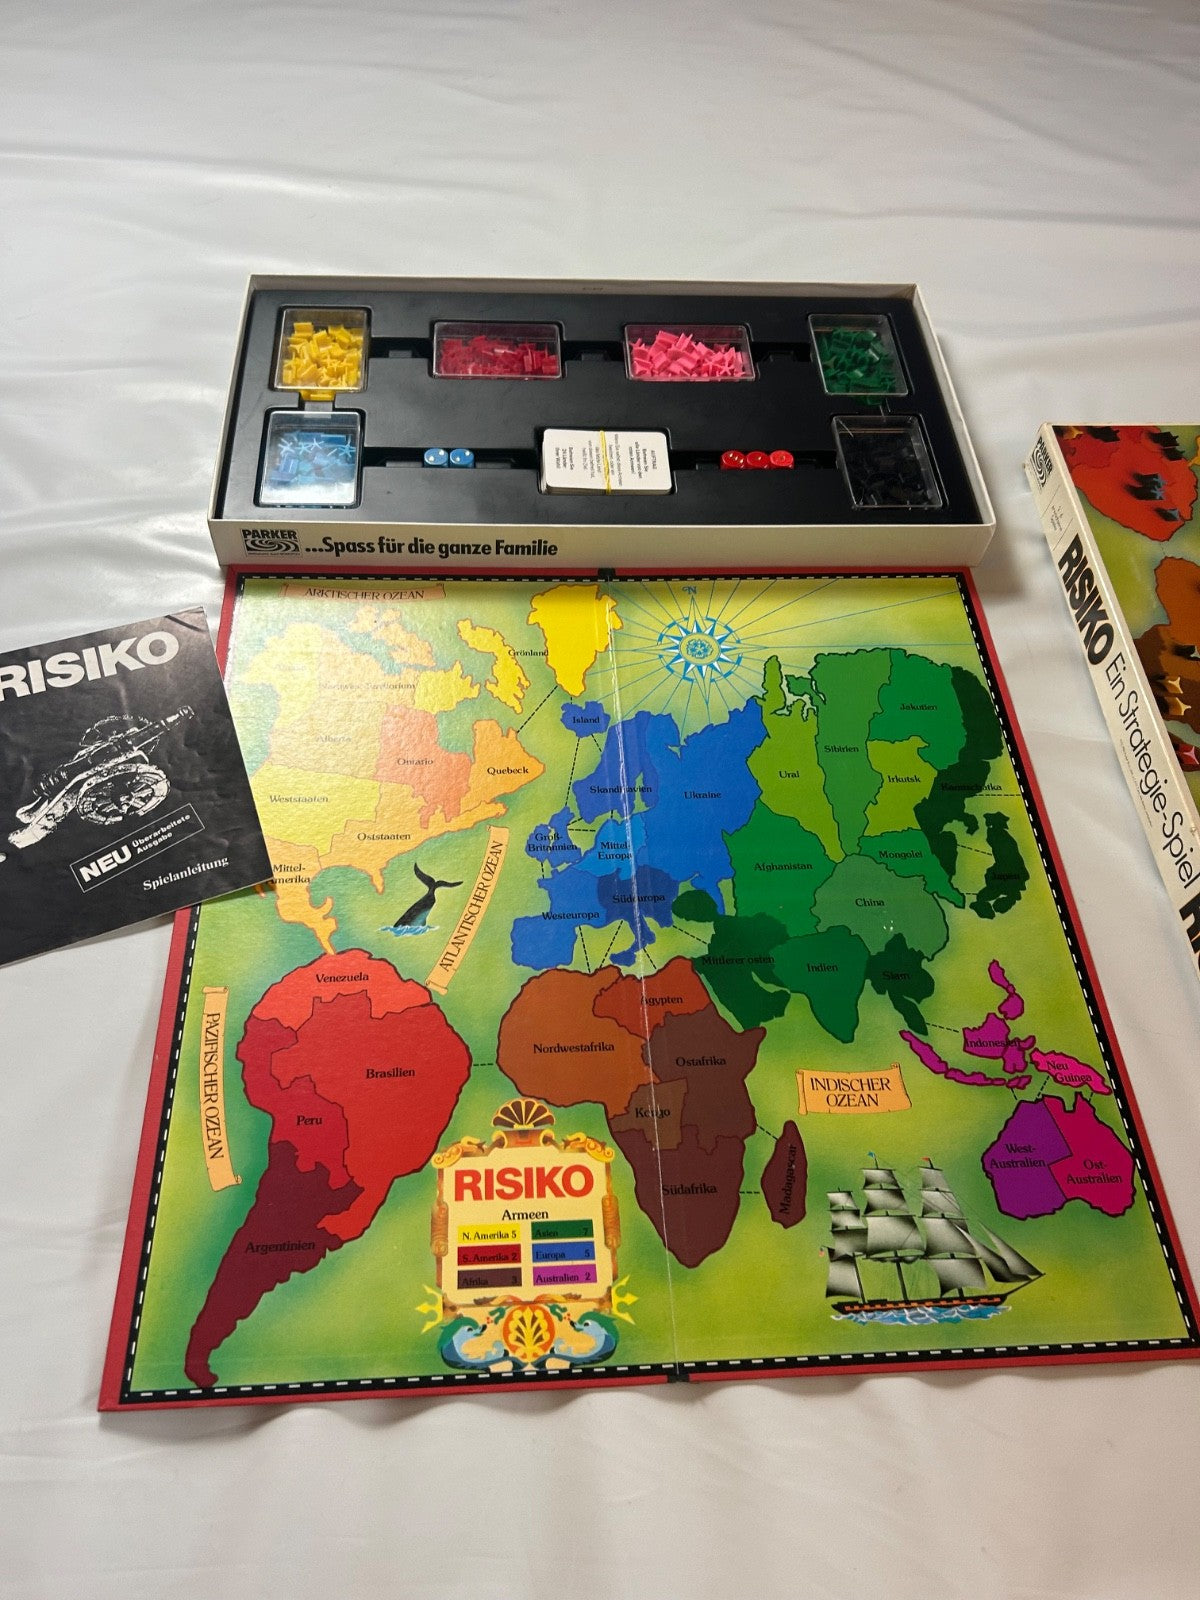 AUFTRAG
PARKER
...Spass für die ganze Familie
RISIKO
NEU Überarbeitete
Ausgabe
Spielanleitung
RISIKO Ein Strategie-Spiel
PARKER
ARKTISCHER OZEAN
N
Grönland
Alberta
Ontario
Quebeck
Weststaaten
Oststaaten
Mittel-
amerika
Island
Skandinavien
Ukraine
Groß-
Britannien
Mittel-
Europa
Südeuropa
Westeuropa
Ural
Sibirien
Jakutien
Irkutsk
Kamtschatka
Mongolei
Japan
Afghanistan
China
Mittlerer osten
Indien
Siam
ATLANTISCHER OZEAN
PAZIFISCHER OZEAN
INDISCHER
OZEAN
Venezuela
Brasilien
Peru
Argentinien
Nordwestafrika
Ägypten
Ostafrika
Kongo
Südafrika
Madagascar
Indonesien
Neu
Guinea
West-
Australien
Ost-
Australien
RISIKO
Armeen
N. Amerika 5
Asien 7
S. Amerika 2
Europa 5
Afrika 3
Australien 2